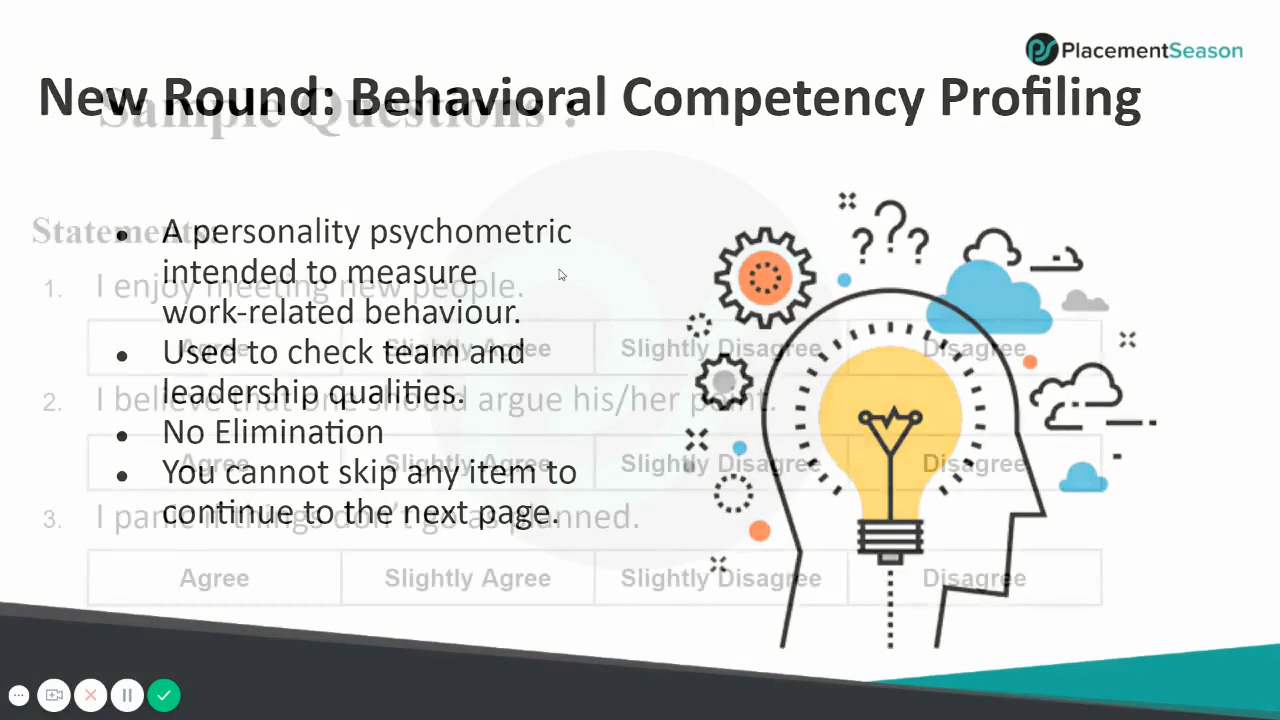 PlacementSeason
New Round: Behavioral Competency Profiling
Sample Questions :
• A personality psychometric
intended to measure
work-related behaviour.
• Used to check team and
leadership qualities.
• No Elimination
• You cannot skip any item to
continue to the next page.
Statements:
1. I enjoy meeting new people.
Agree Slightly Agree Slightly Disagree Disagree
2. I believe that one should argue his/her point.
Agree Slightly Agree Slightly Disagree Disagree
3. I panic if things don't go as planned.
Agree Slightly Agree Slightly Disagree Disagree